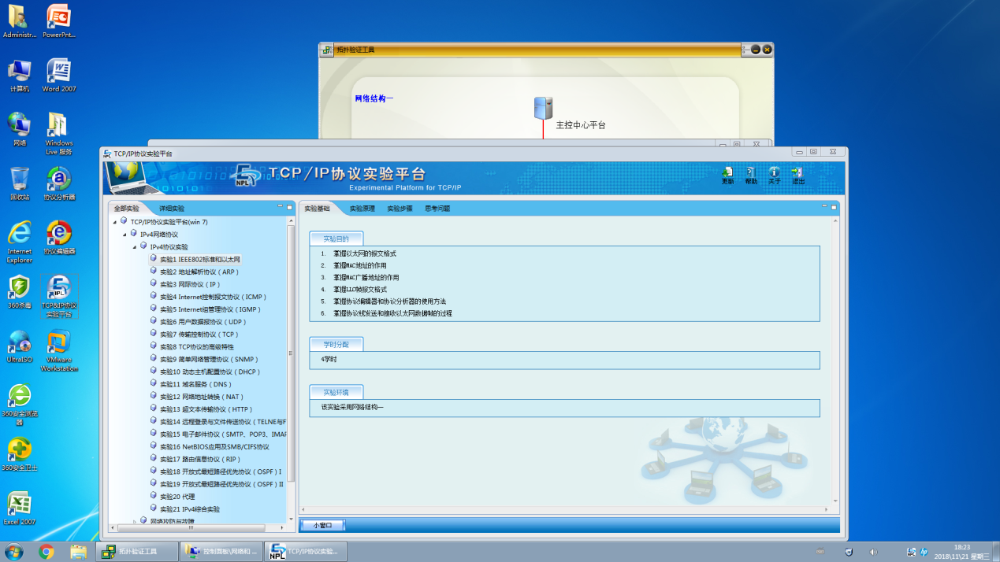 Administr...
PowerPnt...
计算机
Word 2007
网络
Windows
Live 服务
回收站
协议分析器
Internet
Explorer
协议编辑器
360杀毒
TCP&IP协议
实验平台
UltraISO
VMware
Workstation
360安全浏览
器
360安全卫士
Excel 2007
拓扑验证工具
网络结构一
主控中心平台
TCP/IP协议实验平台
NPL
TCP/IP协议实验平台
Experimental Platform for TCP/IP
更新
帮助
关于
退出
全部实验
详细实验
TCP/IP协议实验平台(win 7)
IPv4网络协议
IPv4协议实验
实验1 IEEE802标准和以太网
实验2 地址解析协议（ARP）
实验3 网际协议（IP）
实验4 Internet控制报文协议（ICMP）
实验5 Internet组管理协议（IGMP）
实验6 用户数据报协议（UDP）
实验7 传输控制协议（TCP）
实验8 TCP协议的高级特性
实验9 简单网络管理协议（SNMP）
实验10 动态主机配置协议（DHCP）
实验11 域名服务（DNS）
实验12 网络地址转换（NAT）
实验13 超文本传输协议（HTTP）
实验14 远程登录与文件传送协议（TELNE与F
实验15 电子邮件协议（SMTP、POP3、IMAP
实验16 NetBIOS应用及SMB/CIFS协议
实验17 路由信息协议（RIP）
实验18 开放式最短路径优先协议（OSPF）I
实验19 开放式最短路径优先协议（OSPF）II
实验20 代理
实验21 IPv4综合实验
网络攻防与故障
实验基础
实验原理
实验步骤
思考问题
实验目的
1. 掌握以太网的报文格式
2. 掌握MAC地址的作用
3. 掌握MAC广播地址的作用
4. 掌握LLC帧报文格式
5. 掌握协议编辑器和协议分析器的使用方法
6. 掌握协议栈发送和接收以太网数据帧的过程
学时分配
4学时
实验环境
该实验采用网络结构一
小窗口
拓扑验证工具
控制面板\网络和 ...
TCP/IP协议实验...
18:23
2018\11\21 星期三